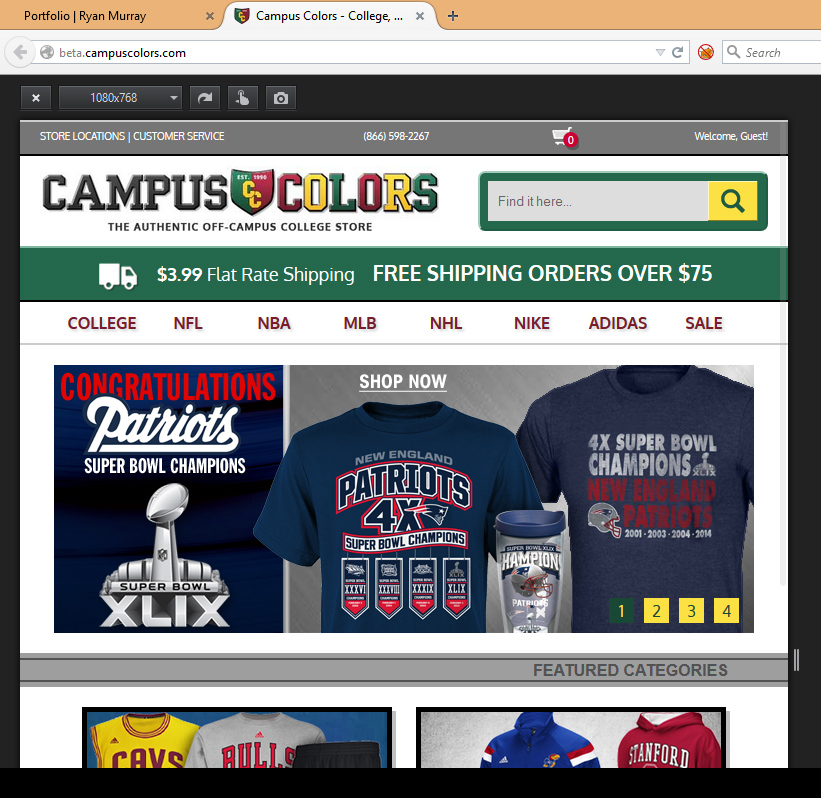 Portfolio | Ryan Murray
Campus Colors - College, ...
beta.campuscolors.com
Search
1080x768
STORE LOCATIONS | CUSTOMER SERVICE
(866) 598-2267
0
Welcome, Guest!
EST. 1990
CAMPUS CC COLORS
THE AUTHENTIC OFF-CAMPUS COLLEGE STORE
Find it here...
$3.99 Flat Rate Shipping FREE SHIPPING ORDERS OVER $75
COLLEGE NFL NBA MLB NHL NIKE ADIDAS SALE
CONGRATULATIONS
Patriots
SUPER BOWL CHAMPIONS
SUPER BOWL
XLIX
SHOP NOW
NEW ENGLAND
PATRIOTS
4X
SUPER BOWL CHAMPIONS
XXXVI XXXVIII XXXIX XLIX
SUPER BOWL XLIX
CHAMPIONS
PATRIOTS
4X SUPER BOWL
CHAMPIONS XLIX
NEW ENGLAND
PATRIOTS
2001 - 2003 - 2004 - 2014
1 2 3 4
FEATURED CATEGORIES
CAVS
BULLS
STANFORD